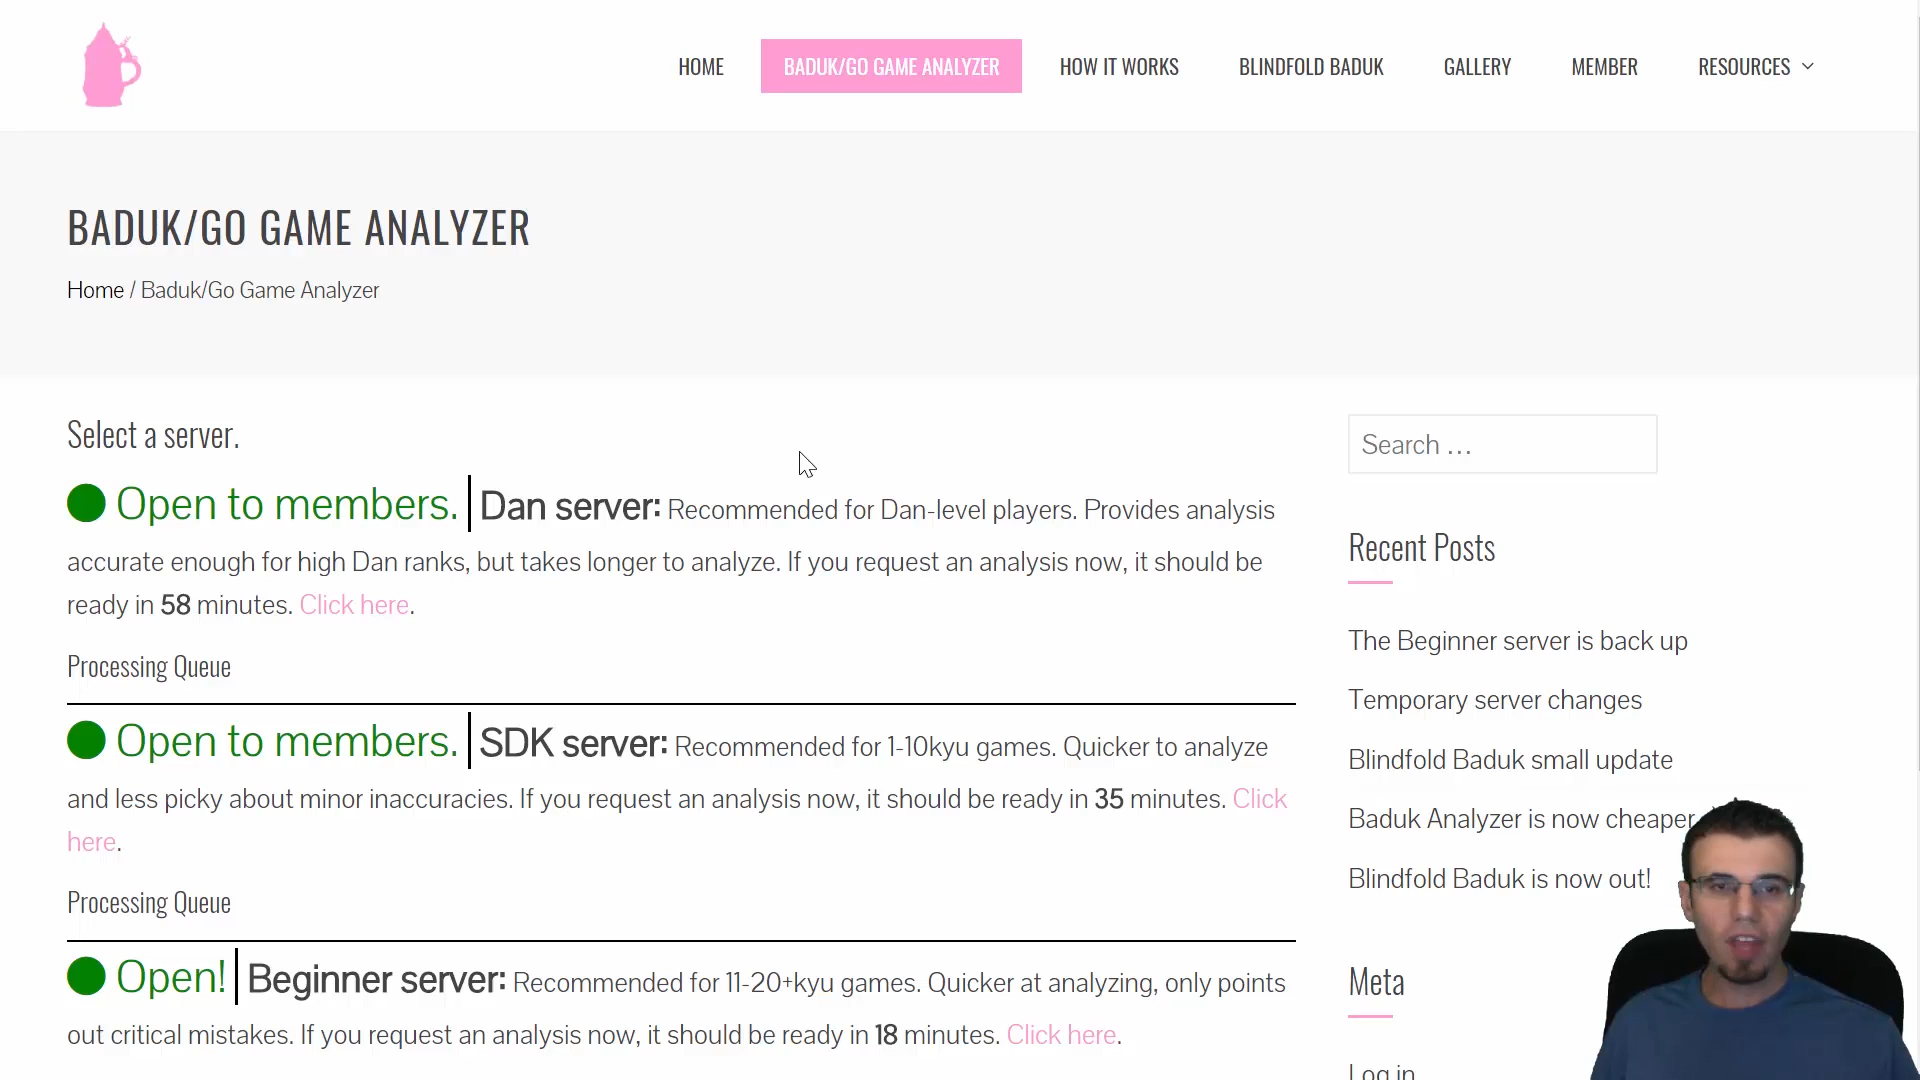 HOME
BADUK/GO GAME ANALYZER
HOW IT WORKS
BLINDFOLD BADUK
GALLERY
MEMBER
RESOURCES
BADUK/GO GAME ANALYZER
Home / Baduk/Go Game Analyzer
Select a server.
Open to members. Dan server: Recommended for Dan-level players. Provides analysis
accurate enough for high Dan ranks, but takes longer to analyze. If you request an analysis now, it should be
ready in 58 minutes. Click here.
Processing Queue
Open to members. SDK server: Recommended for 1-10kyu games. Quicker to analyze
and less picky about minor inaccuracies. If you request an analysis now, it should be ready in 35 minutes. Click
here.
Processing Queue
Open! Beginner server: Recommended for 11-20+kyu games. Quicker at analyzing, only points
out critical mistakes. If you request an analysis now, it should be ready in 18 minutes. Click here.
Search …
Recent Posts
The Beginner server is back up
Temporary server changes
Blindfold Baduk small update
Baduk Analyzer is now cheaper
Blindfold Baduk is now out!
Meta
Log in